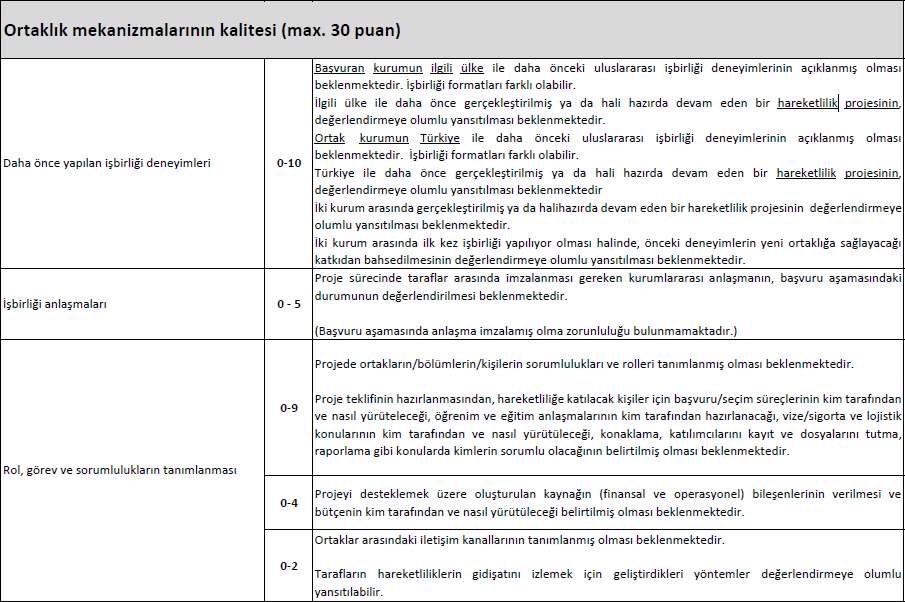 Ortaklık mekanizmalarının kalitesi (max. 30 puan)
Daha önce yapılan işbirliği deneyimleri
0-10
Başvuran kurumun ilgili ülke ile daha önceki uluslararası işbirliği deneyimlerinin açıklanmış olması
beklenmektedir. İşbirliği formatları farklı olabilir.
İlgili ülke ile daha önce gerçekleştirilmiş ya da hali hazırda devam eden bir hareketlilik projesinin,
değerlendirmeye olumlu yansıtılması beklenmektedir.
Ortak kurumun Türkiye ile daha önceki uluslararası işbirliği deneyimlerinin açıklanmış olması
beklenmektedir. İşbirliği formatları farklı olabilir.
Türkiye ile daha önce gerçekleştirilmiş ya da hali hazırda devam eden bir hareketlilik projesinin,
değerlendirmeye olumlu yansıtılması beklenmektedir
İki kurum arasında gerçekleştirilmiş ya da halihazırda devam eden bir hareketlilik projesinin değerlendirmeye
olumlu yansıtılması beklenmektedir.
İki kurum arasında ilk kez işbirliği yapılıyor olması halinde, önceki deneyimlerin yeni ortaklığa sağlayacağı
katkıdan bahsedilmesinin değerlendirmeye olumlu yansıtılması beklenmektedir.
İşbirliği anlaşmaları
0 - 5
Proje sürecinde taraflar arasında imzalanması gereken kurumlararası anlaşmanın, başvuru aşamasındaki
durumunun değerlendirilmesi beklenmektedir.
(Başvuru aşamasında anlaşma imzalamış olma zorunluluğu bulunmamaktadır.)
Rol, görev ve sorumlulukların tanımlanması
0-9
Projede ortakların/bölümlerin/kişilerin sorumlulukları ve rolleri tanımlanmış olması beklenmektedir.
Proje teklifinin hazırlanmasından, hareketliliğe katılacak kişiler için başvuru/seçim süreçlerinin kim tarafından
ve nasıl yürüteleceği, öğrenim ve eğitim anlaşmalarının kim tarafından hazırlanacağı, vize/sigorta ve lojistik
konularının kim tarafından ve nasıl yürütüleceği, konaklama, katılımcılarını kayıt ve dosyalarını tutma,
raporlama gibi konularda kimlerin sorumlu olacağının belirtilmiş olması beklenmektedir.
0-4
Projeyi desteklemek üzere oluşturulan kaynağın (finansal ve operasyonel) bileşenlerinin verilmesi ve
bütçenin kim tarafından ve nasıl yürütüleceği belirtilmiş olması beklenmektedir.
0-2
Ortaklar arasındaki iletişim kanallarının tanımlanmış olması beklenmektedir.
Tarafların hareketliliklerin gidişatını izlemek için geliştirdikleri yöntemler değerlendirmeye olumlu
yansıtılabilir.